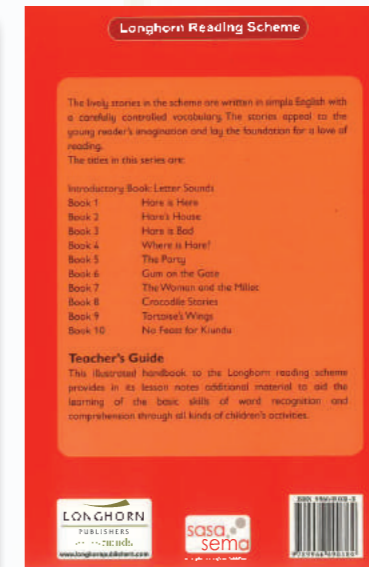 Longhorn Reading Scheme
The lively stories in the scheme are written in simple English with
a carefully controlled vocabulary. The stories appeal to the
young reader's imagination and lay the foundation for a love of
reading.
The titles in this series are:
Introductory Book: Letter Sounds
Book 1 Hare is Here
Book 2 Hare's House
Book 3 Hare is Bad
Book 4 Where is Hare?
Book 5 The Party
Book 6 Gum on the Gate
Book 7 The Woman and the Millet
Book 8 Crocodile Stories
Book 9 Tortoise's Wings
Book 10 No Feast for Kiundu
Teacher's Guide
This illustrated handbook to the Longhorn reading scheme
provides in its lesson notes additional material to aid the
learning of the basic skills of word recognition and
comprehension through all kinds of children's activities.
LONGHORN
PUBLISHERS
www.longhornpublishers.com
sasa
sema
ISBN